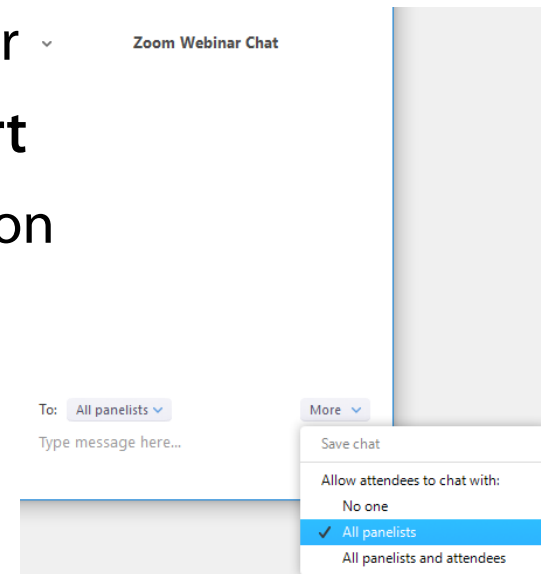 r
Zoom Webinar Chat
rt
on
To: All panelists
More
Type message here...
Save chat
Allow attendees to chat with:
No one
All panelists
All panelists and attendees